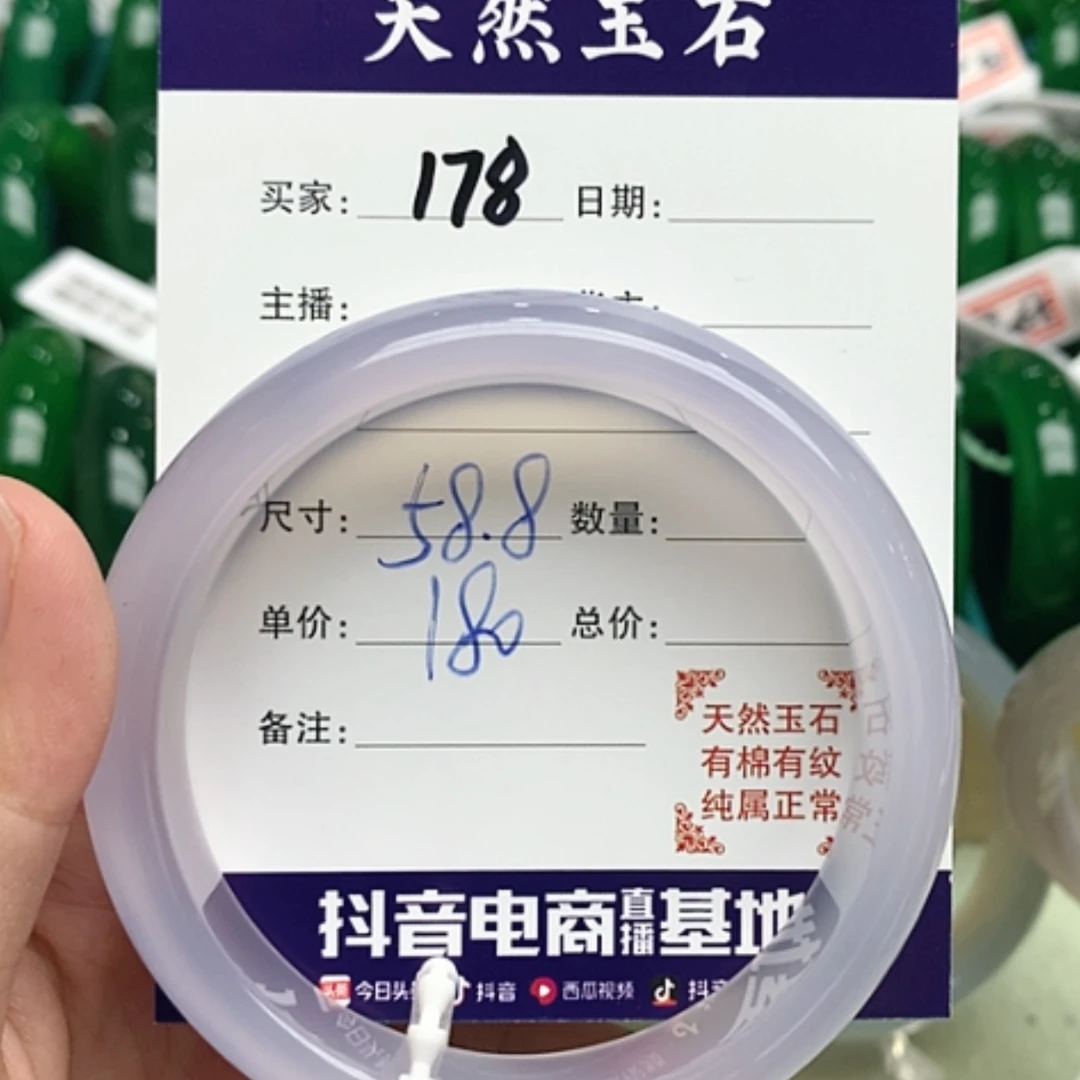 天然玉石
买家: 178 日期:
主播:
尺寸: 58.8 数量:
单价: 180 总价:
备注:
天然玉石
有棉有纹
纯属正常
抖音电商直播基地
今日头 抖音 西瓜视频 抖